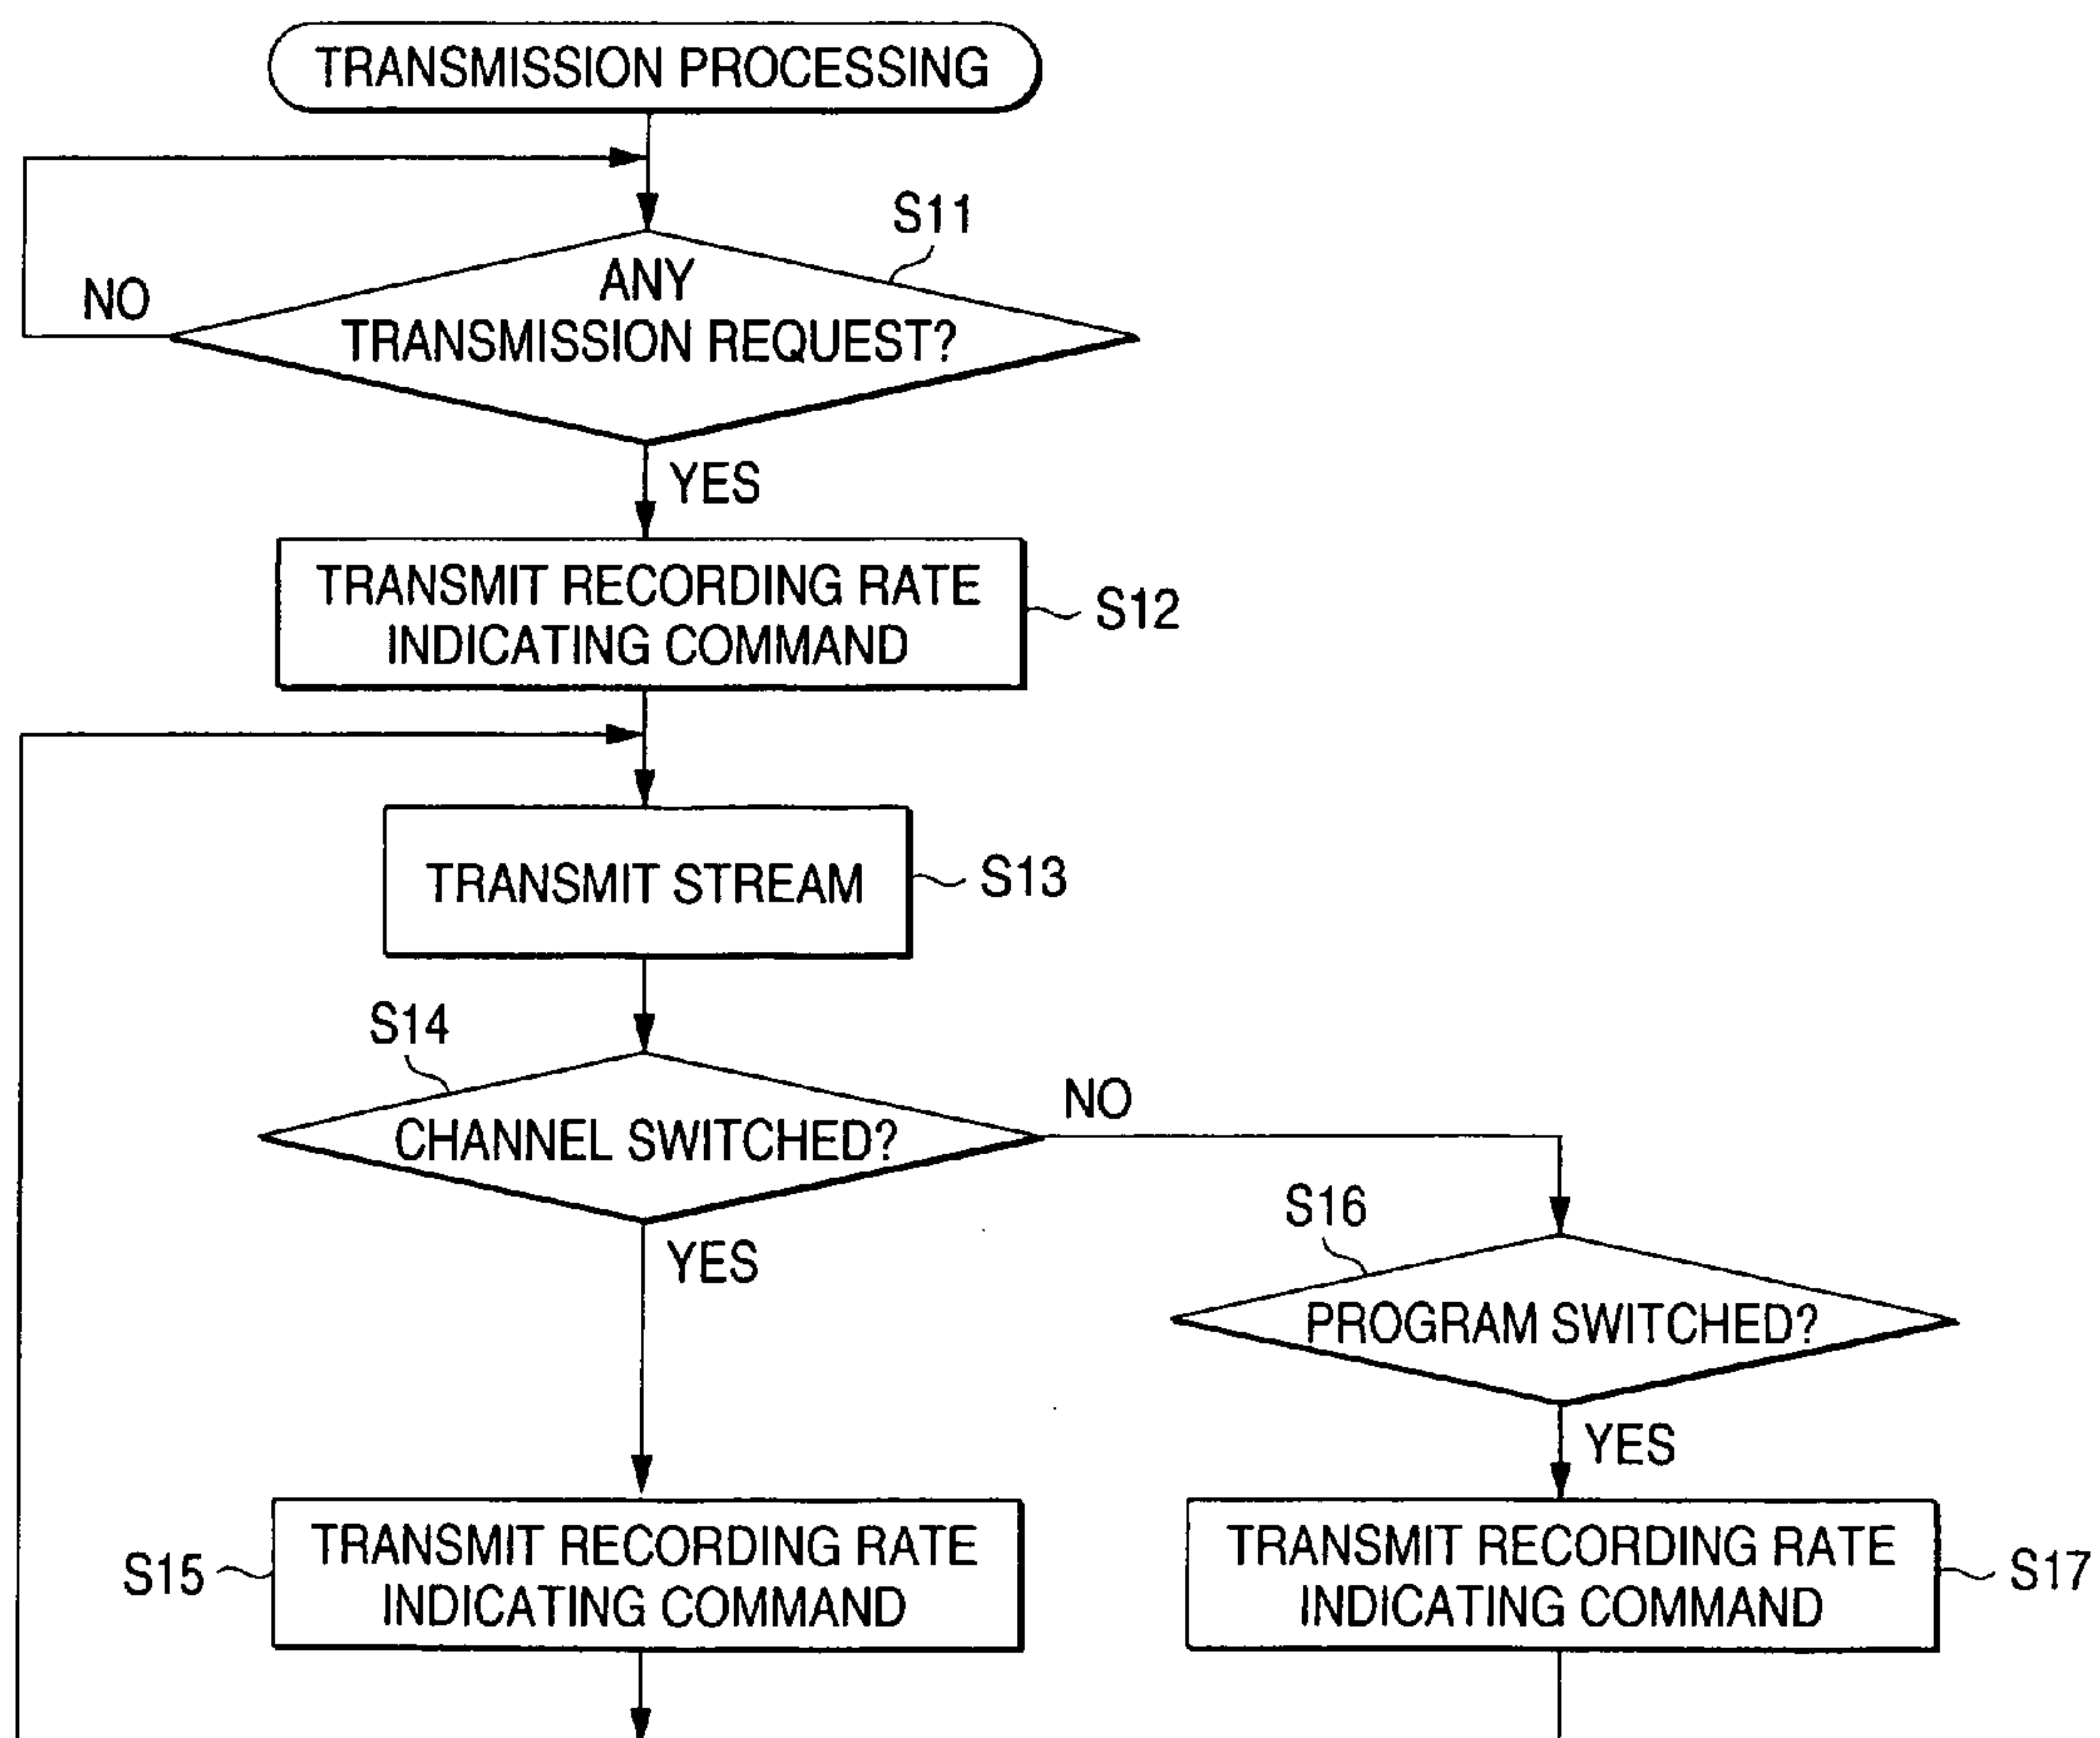 TRANSMISSION PROCESSING
S11
ANY
TRANSMISSION REQUEST?
NO
YES
TRANSMIT RECORDING RATE
INDICATING COMMAND
S12
TRANSMIT STREAM
S13
S14
CHANNEL SWITCHED?
NO
YES
S16
PROGRAM SWITCHED?
YES
S15
TRANSMIT RECORDING RATE
INDICATING COMMAND
TRANSMIT RECORDING RATE
INDICATING COMMAND
S17